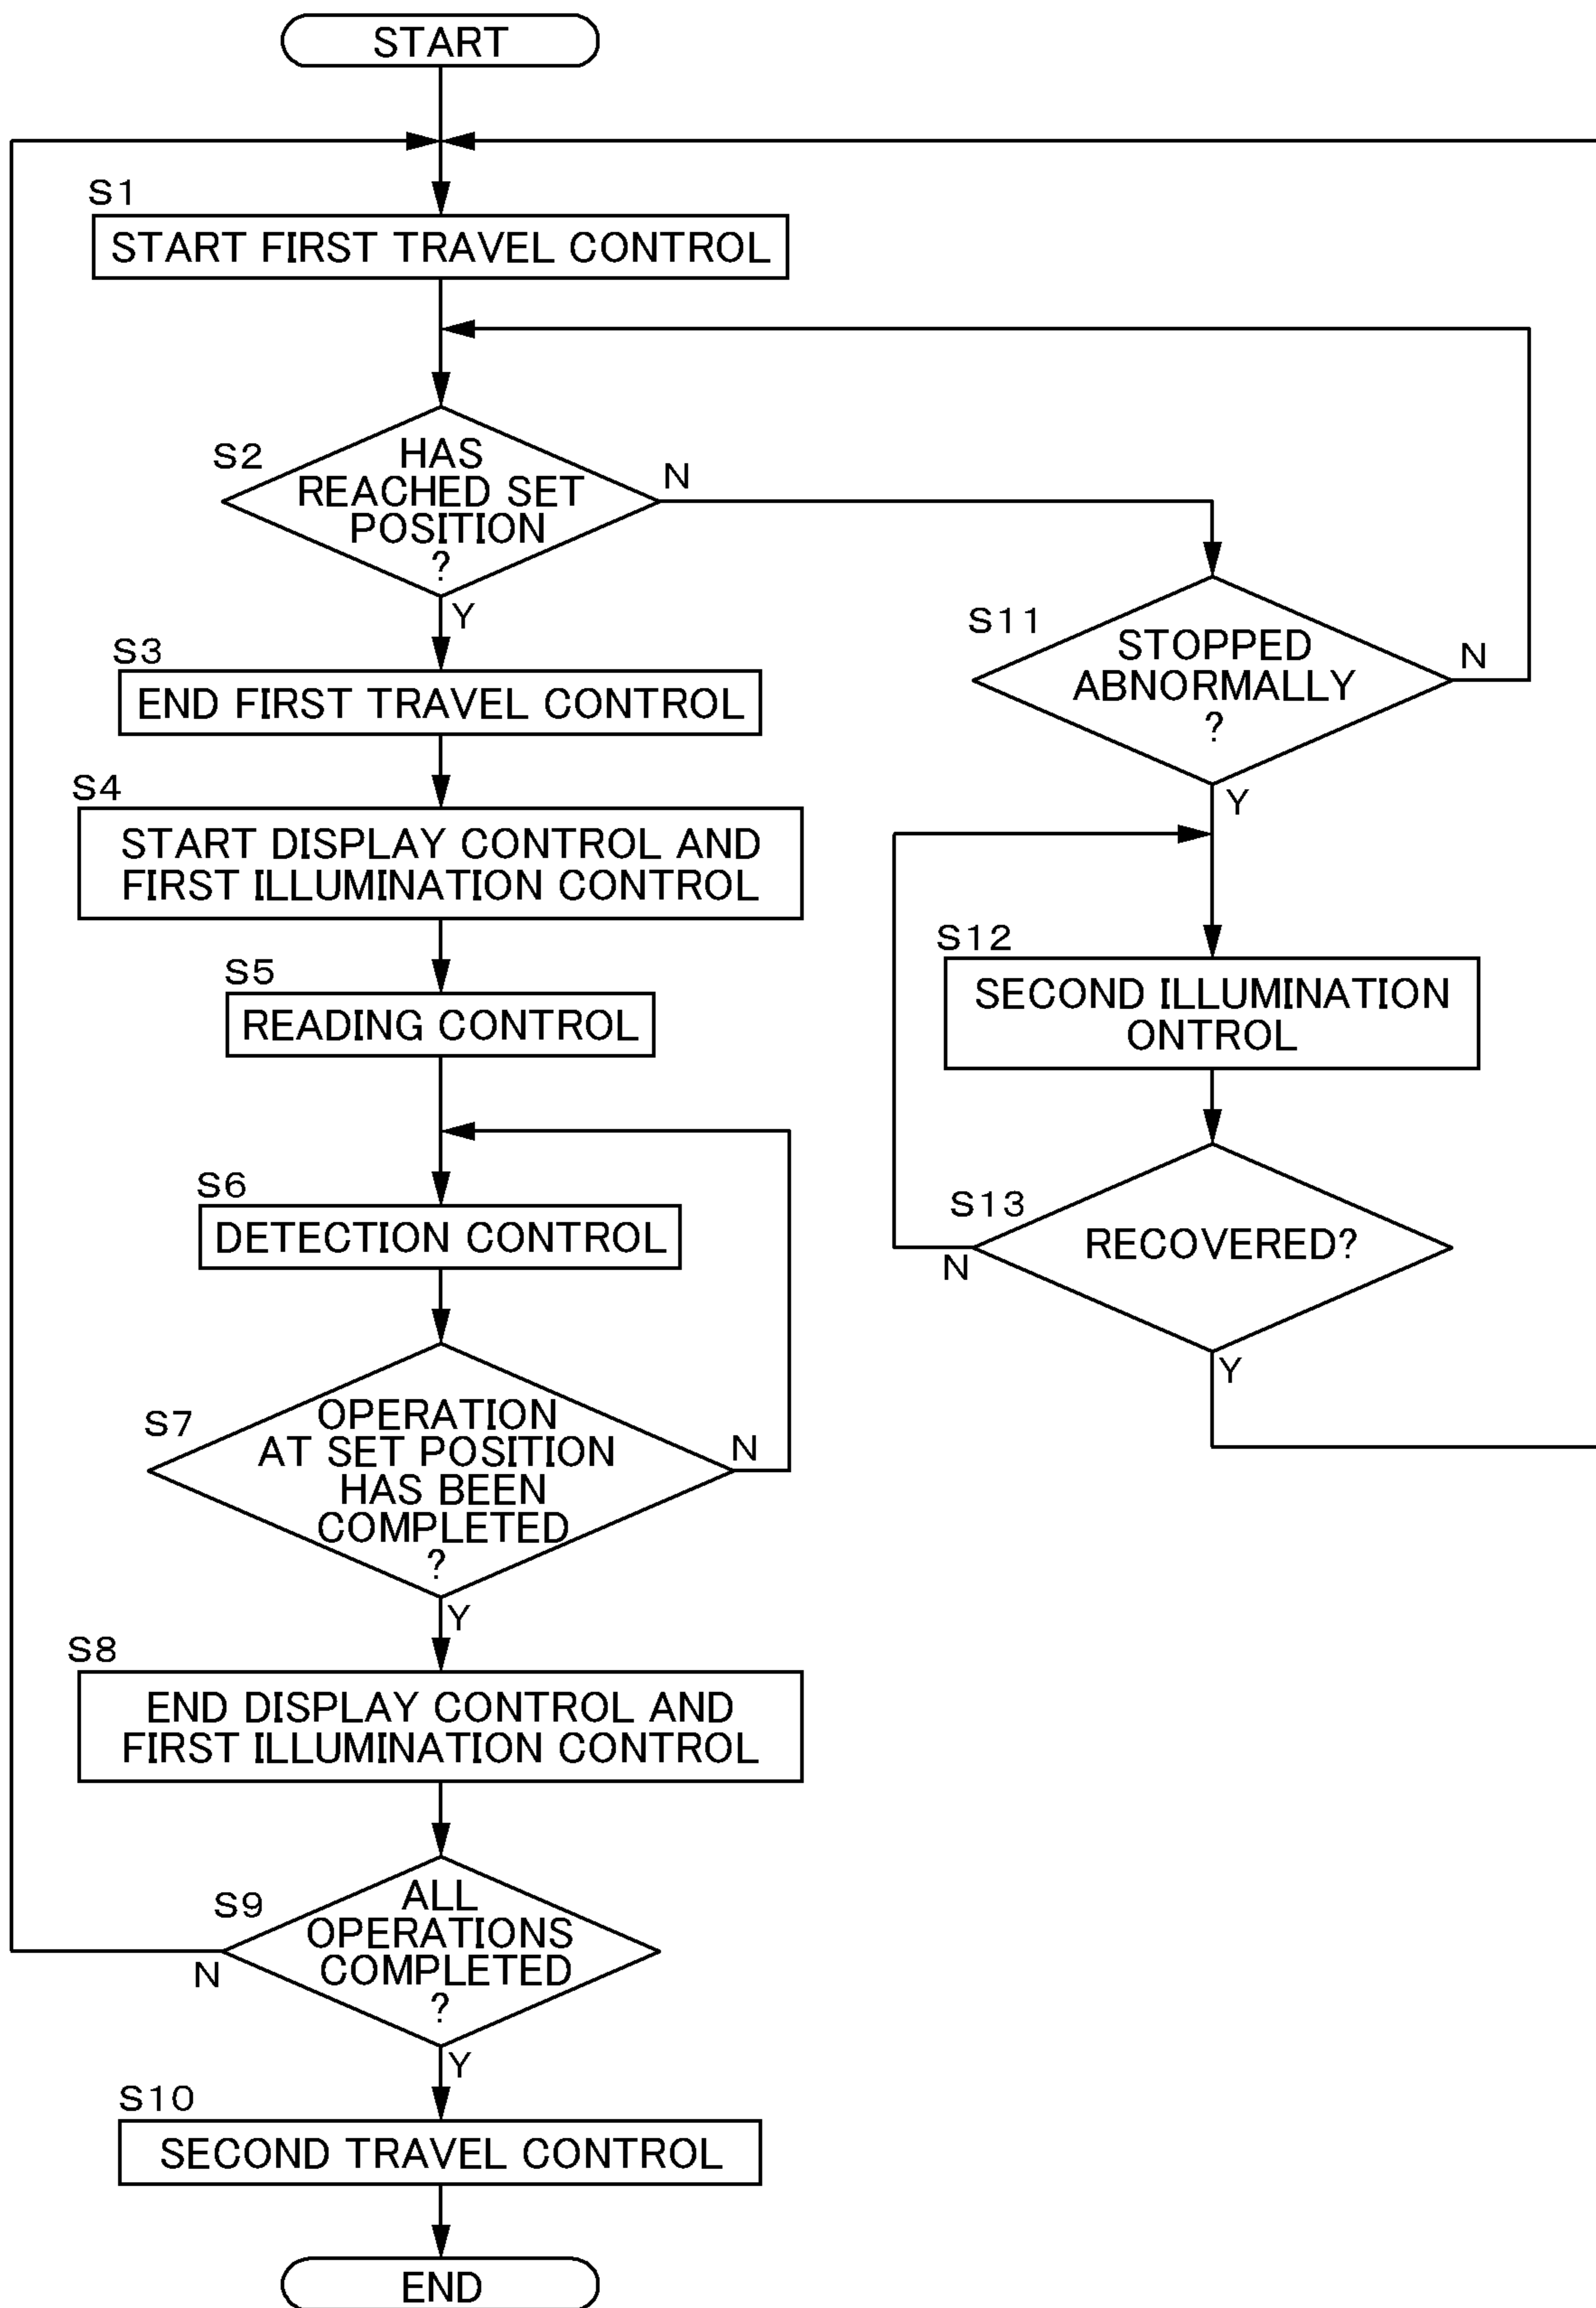 START
S1
START FIRST TRAVEL CONTROL
S2
HAS
REACHED SET
POSITION
?
N
Y
S3
END FIRST TRAVEL CONTROL
S4
START DISPLAY CONTROL AND
FIRST ILLUMINATION CONTROL
S5
READING CONTROL
S6
DETECTION CONTROL
S7
OPERATION
AT SET POSITION
HAS BEEN
COMPLETED
?
N
Y
S8
END DISPLAY CONTROL AND
FIRST ILLUMINATION CONTROL
S9
ALL
OPERATIONS
COMPLETED
?
N
Y
S10
SECOND TRAVEL CONTROL
END
S11
STOPPED
ABNORMALLY
?
N
Y
S12
SECOND ILLUMINATION
ONTROL
S13
RECOVERED?
N
Y